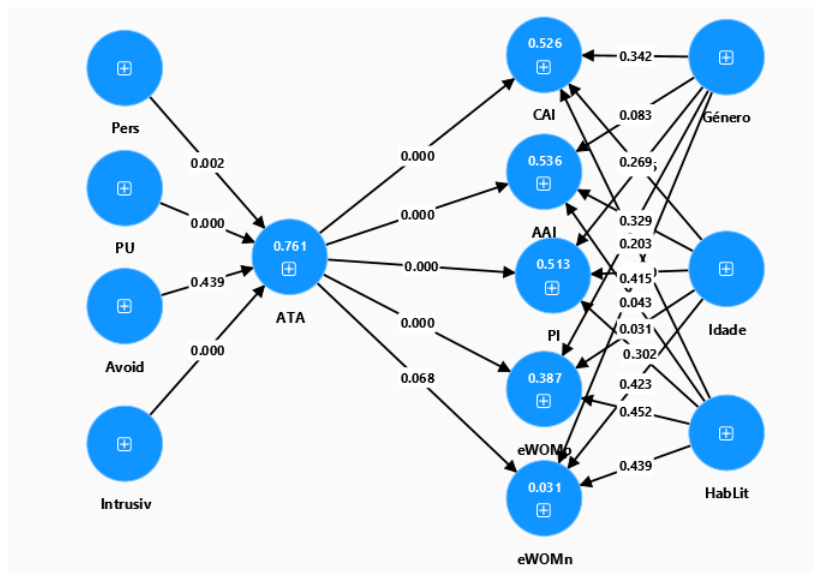 0.526
CAI
Pers
0.342
Género
0.002
0.083
0.000
0.269
0.536
AAI
PU
0.000
0.000
0.329
0.203
0.761
ATA
0.439
0.000
0.513
PI
0.415
0.043
Idade
Avoid
0.000
0.031
0.302
0.000
0.387
0.068
0.423
0.452
HabLit
Intrusiv
0.439
0.031
eWOMn